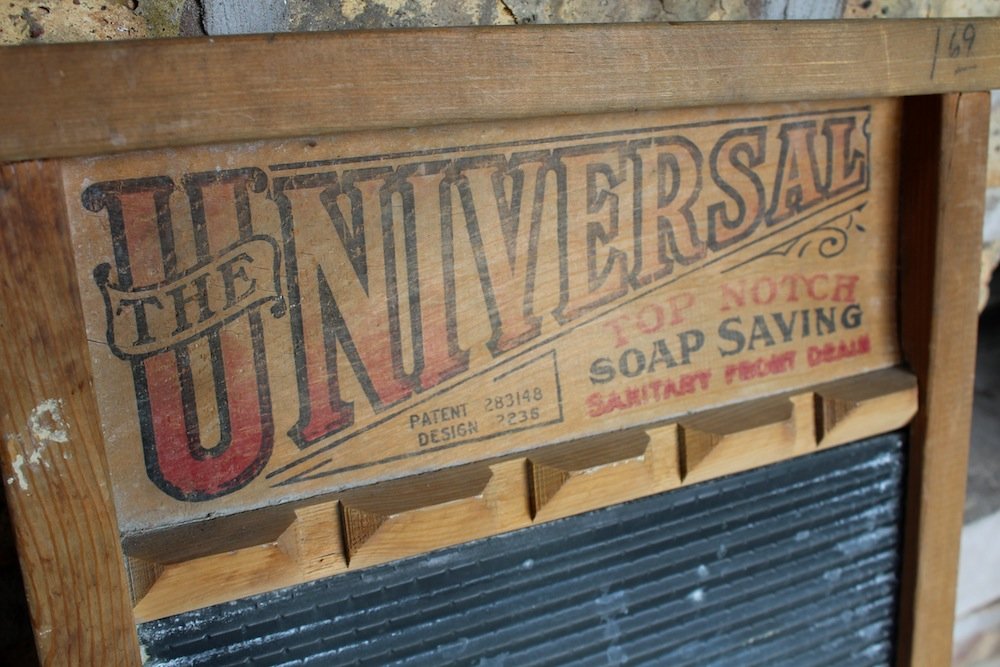 169
THE
UNIVERSAL
TOP NOTCH
SOAP SAVING
SANITARY FRONT DRAIN
PATENT 283148
DESIGN 2236